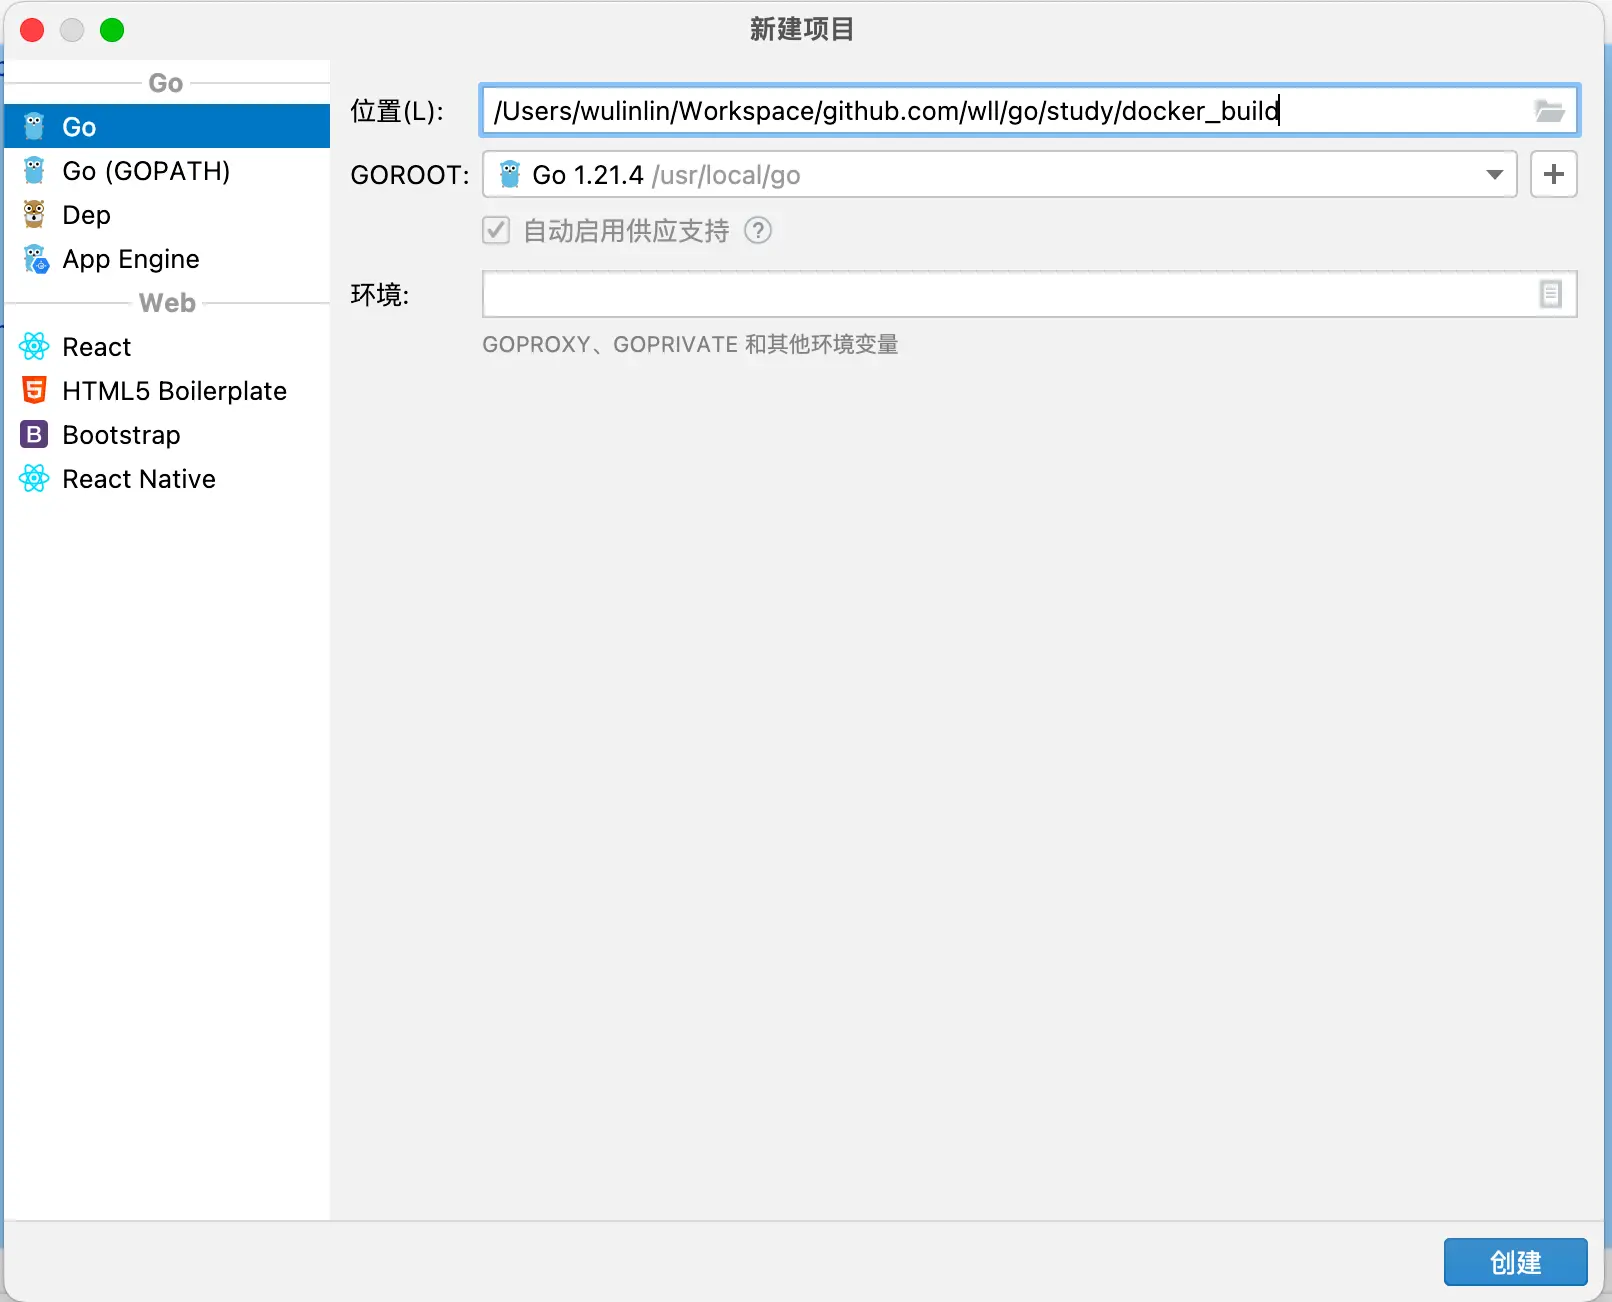 新建项目
Go
Go
Go (GOPATH)
Dep
App Engine
Web
React
HTML5 Boilerplate
Bootstrap
React Native
位置(L): /Users/wulinlin/Workspace/github.com/wll/go/study/docker_build
GOROOT: Go 1.21.4 /usr/local/go
自动启用供应支持 ?
环境:
GOPROXY、GOPRIVATE 和其他环境变量
创建